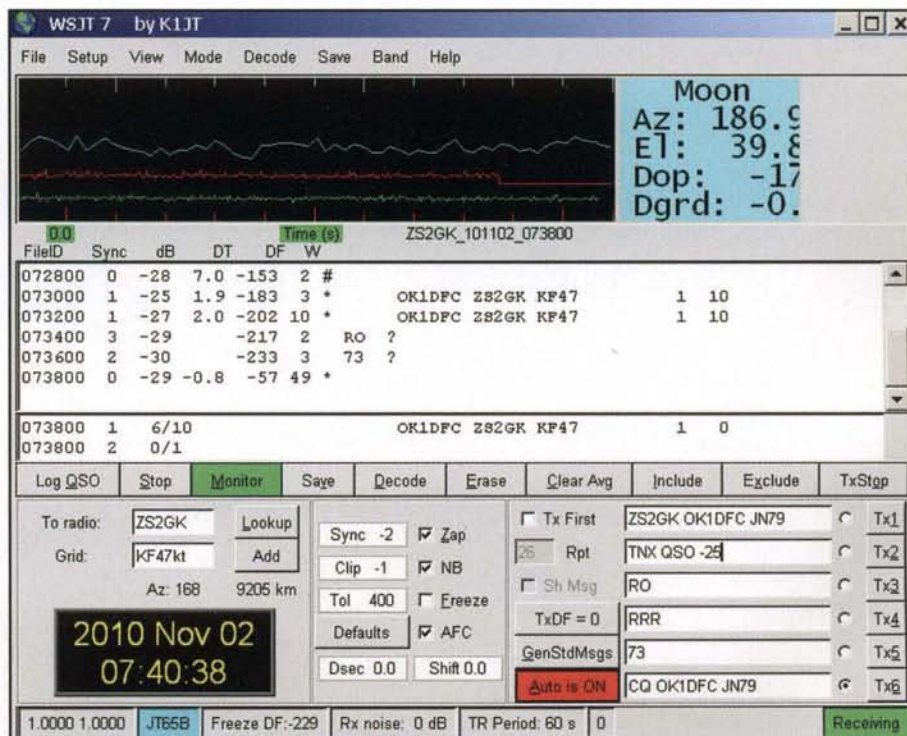 WSJT 7 by K1JT
File Setup View Mode Decode Save Band Help
Moon
Az: 186.9
El: 39.8
Dop: -17
Dgrd: -0.
0.0 Time (s) ZS2GK_101102_073800
FileID Sync dB DT DF W
072800 0 -28 7.0 -153 2 #
073000 1 -25 1.9 -183 3 * OK1DFC ZS2GK KF47 1 10
073200 1 -27 2.0 -202 10 * OK1DFC ZS2GK KF47 1 10
073400 3 -29 -217 2 RO ?
073600 2 -30 -233 3 73 ?
073800 0 -29 -0.8 -57 49 *
073800 1 6/10 OK1DFC ZS2GK KF47 1 0
073800 2 0/1
Log QSO Stop Monitor Save Decode Erase Clear Avg Include Exclude TxStop
To radio: ZS2GK Lookup
Grid: KF47kt Add
Az: 168 9205 km
2010 Nov 02
07:40:38
Sync -2 Zap
Clip -1 NB
Tol 400 Freeze
Defaults AFC
Dsec 0.0 Shift 0.0
Tx First ZS2GK OK1DFC JN79 Tx1
26 Rpt TNX QSO -25 Tx2
Sh Msg RO Tx3
TxDF = 0 RRR Tx4
GenStdMsgs 73 Tx5
Auto is ON CQ OK1DFC JN79 Tx6
1.0000 1.0000 JT65B Freeze DF:-229 Rx noise: 0 dB TR Period: 60 s 0 Receiving